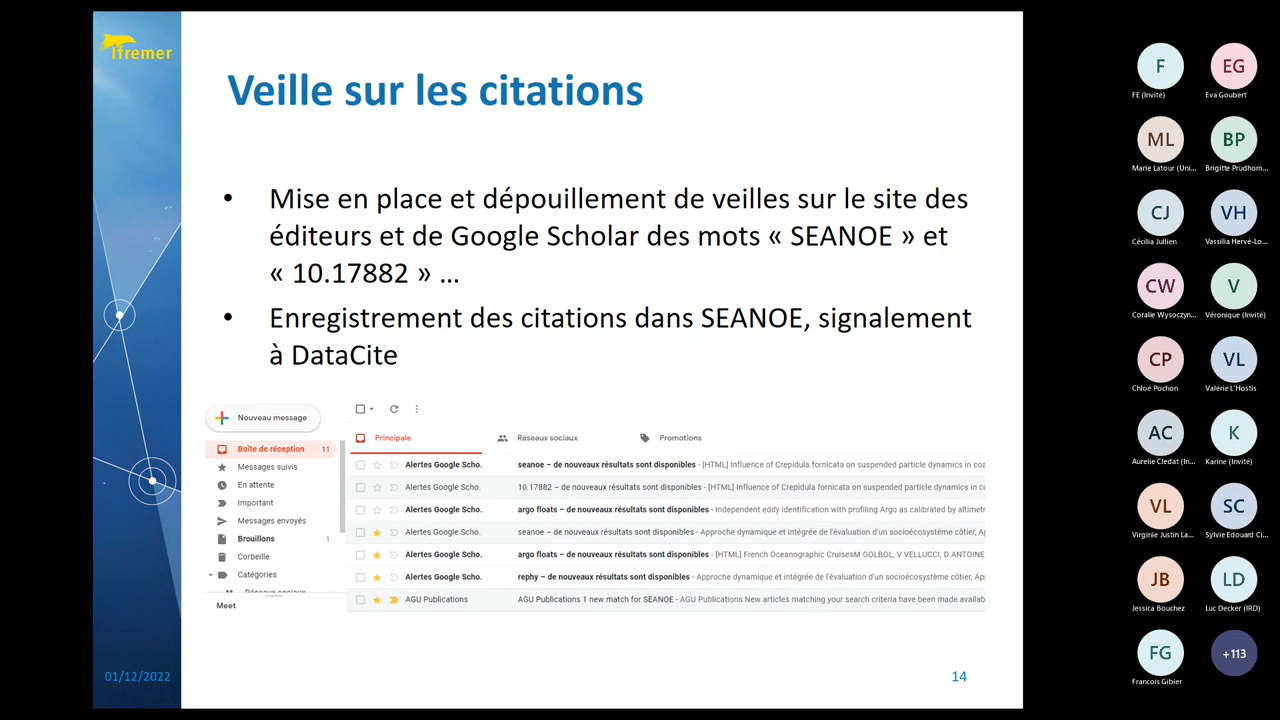 Ifremer
Veille sur les citations
• Mise en place et dépouillement de veilles sur le site des
éditeurs et de Google Scholar des mots « SEANOE » et
« 10.17882 » ...
• Enregistrement des citations dans SEANOE, signalement
à DataCite
Nouveau message
Boîte de réception 11
Messages suivis
En attente
Important
Messages envoyés
Brouillons 1
Corbeille
Catégories
Réseaux sociaux
Meet
Principale
Réseaux sociaux
Promotions
Alertes Google Scho. seanoe – de nouveaux résultats sont disponibles - [HTML] Influence of Crepidula fornicata on suspended particle dynamics in coa
Alertes Google Scho. 10.17882 – de nouveaux résultats sont disponibles - [HTML] Influence of Crepidula fornicata on suspended particle dynamics in cc
Alertes Google Scho. argo floats – de nouveaux résultats sont disponibles - Independent eddy identification with profiling Argo as calibrated by altimetr
Alertes Google Scho. seanoe – de nouveaux résultats sont disponibles - Approche dynamique et intégrée de l'évaluation d'un socioécosystème côtier, Ap
Alertes Google Scho. argo floats – de nouveaux résultats sont disponibles - [HTML] French Oceanographic CruisesM GOLBOL, V VELLUCCI, D ANTOINE
Alertes Google Scho. rephy – de nouveaux résultats sont disponibles - Approche dynamique et intégrée de l'évaluation d'un socioécosystème côtier, Ap
AGU Publications AGU Publications 1 new match for SEANOE - AGU Publications New articles matching your search criteria have been made availab
01/12/2022
14
F EG
FE (Invité) Eva Goubert
ML BP
Marie Latour (Uni... Brigitte Prudhom...
CJ VH
Cécilia Jullien Vassilia Hervé-Lo...
CW V
Coralie Wysoczyn... Véronique (Invité)
CP VL
Chloé Pochon Valérie L'Hostis
AC K
Aurelie Cledat (In... Karine (Invité)
VL SC
Virginie Justin La... Sylvie Edouard Ci...
JB LD
Jessica Bouchez Luc Decker (IRD)
FG +113
Francois Gibier